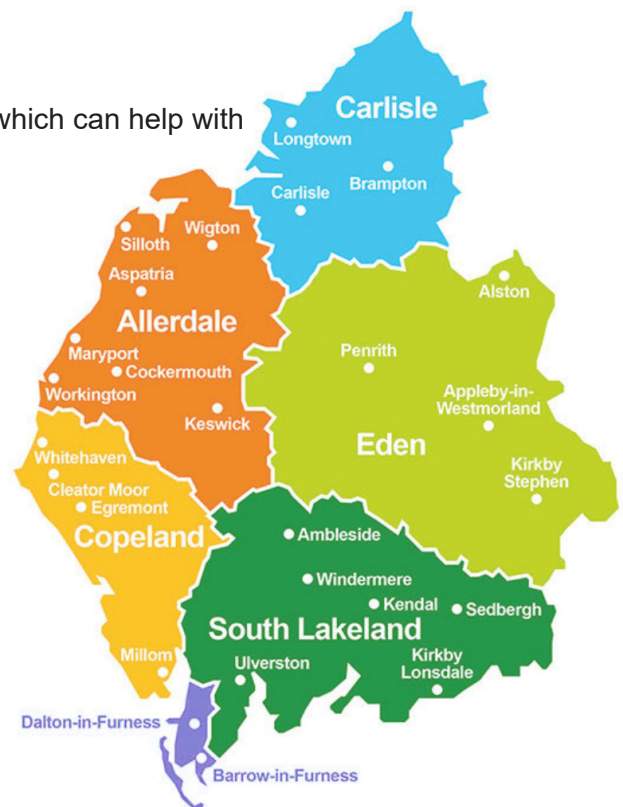 which can help with
Carlisle
Longtown
Brampton
Carlisle
Wigton
Silloth
Aspatria
Alston
Allerdale
Maryport
Cockermouth
Workington
Keswick
Penrith
Appleby-in-
Westmorland
Eden
Kirkby
Stephen
Whitehaven
Cleator Moor
Egremont
Copeland
Ambleside
Windermere
Kendal
Sedbergh
South Lakeland
Millom
Ulverston
Kirkby
Lonsdale
Dalton-in-Furness
Barrow-in-Furness